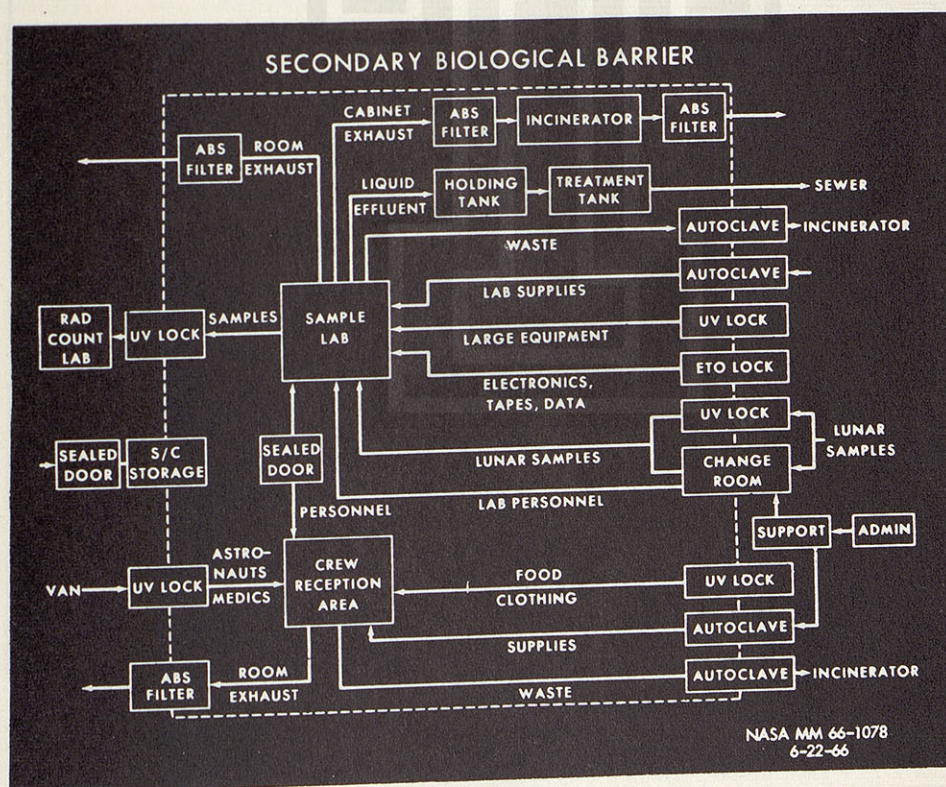 SECONDARY BIOLOGICAL BARRIER
CABINET
EXHAUST
ABS
FILTER
INCINERATOR
ABS
FILTER
ABS
FILTER
ROOM
EXHAUST
LIQUID
EFFLUENT
HOLDING
TANK
TREATMENT
TANK
SEWER
WASTE
AUTOCLAVE
INCINERATOR
LAB SUPPLIES
AUTOCLAVE
RAD
COUNT
LAB
UV LOCK
SAMPLES
SAMPLE
LAB
LARGE EQUIPMENT
UV LOCK
ELECTRONICS,
TAPES, DATA
ETO LOCK
SEALED
DOOR
S/C
STORAGE
SEALED
DOOR
LUNAR SAMPLES
UV LOCK
CHANGE
ROOM
LUNAR
SAMPLES
PERSONNEL
LAB PERSONNEL
SUPPORT
ADMIN
VAN
UV LOCK
ASTRO-
NAUTS
MEDICS
CREW
RECEPTION
AREA
FOOD
CLOTHING
UV LOCK
SUPPLIES
AUTOCLAVE
ABS
FILTER
ROOM
EXHAUST
WASTE
AUTOCLAVE
INCINERATOR
NASA MM 66-1078
6-22-66